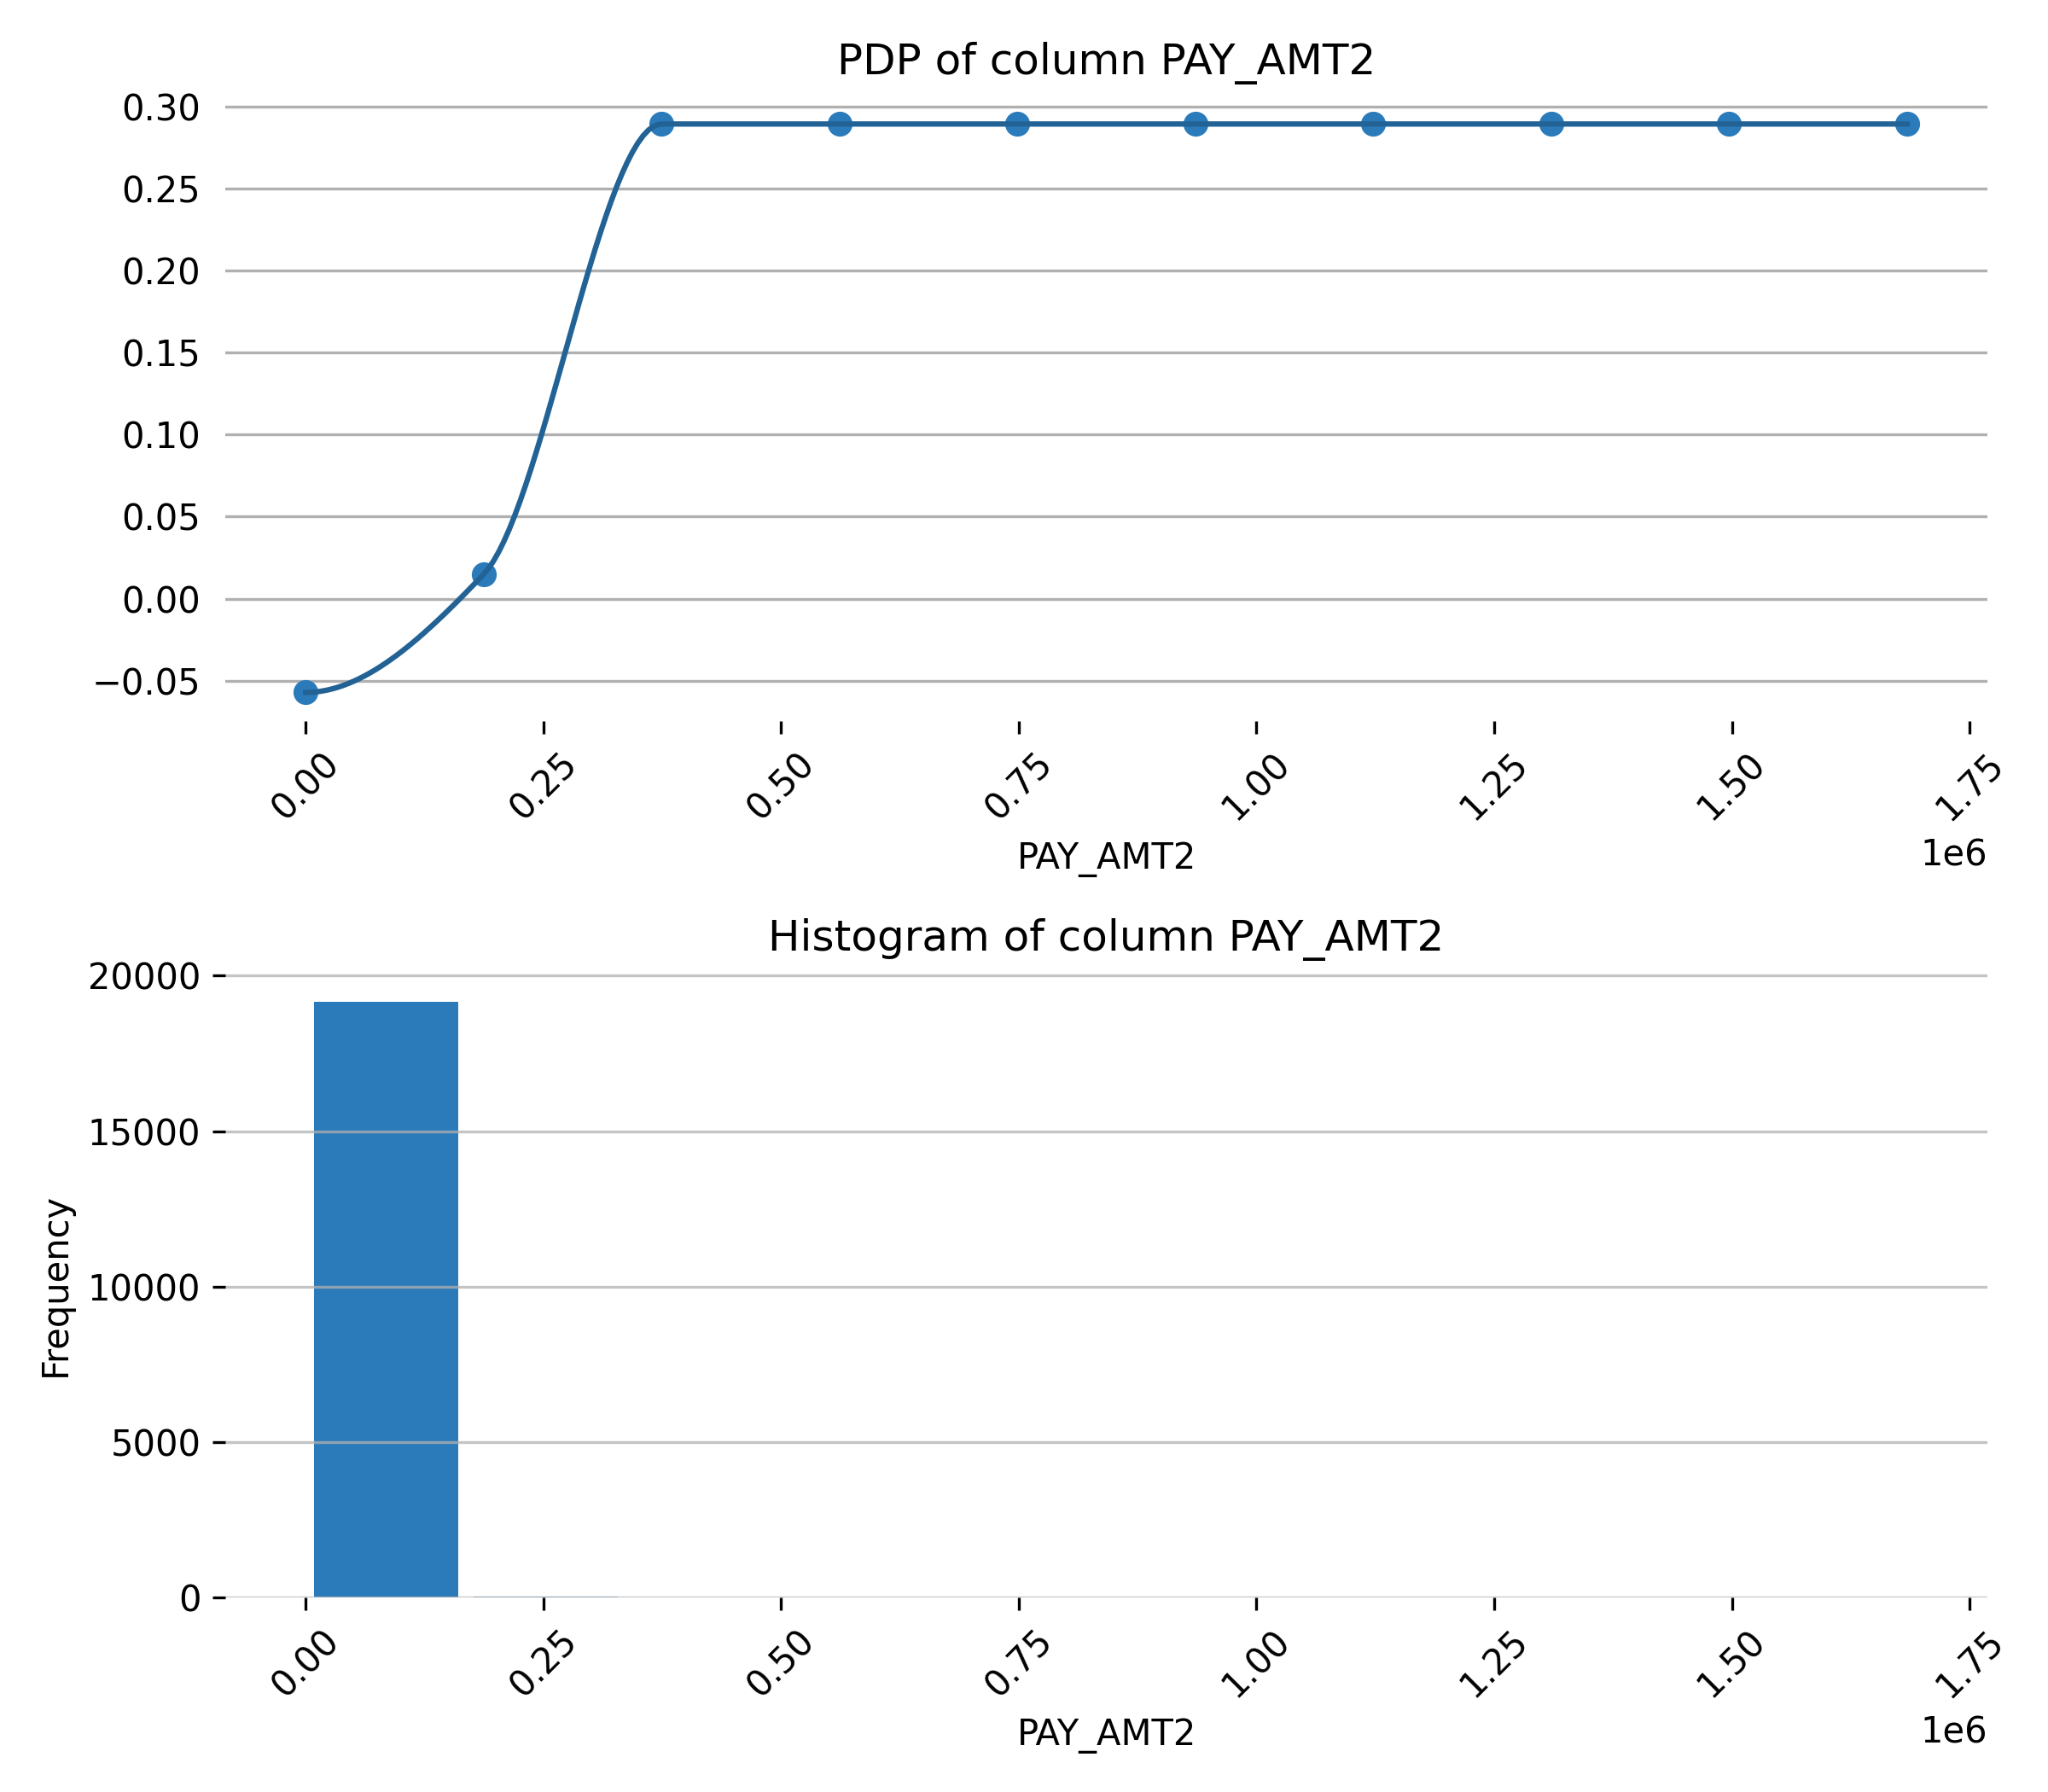 PDP of column PAY_AMT2
0.30
0.25
0.20
0.15
0.10
0.05
0.00
−0.05
0.00 0.25 0.50 0.75 1.00 1.25 1.50 1.75
PAY_AMT2
1e6
Histogram of column PAY_AMT2
20000
15000
10000
5000
0
Frequency
0.00 0.25 0.50 0.75 1.00 1.25 1.50 1.75
PAY_AMT2
1e6